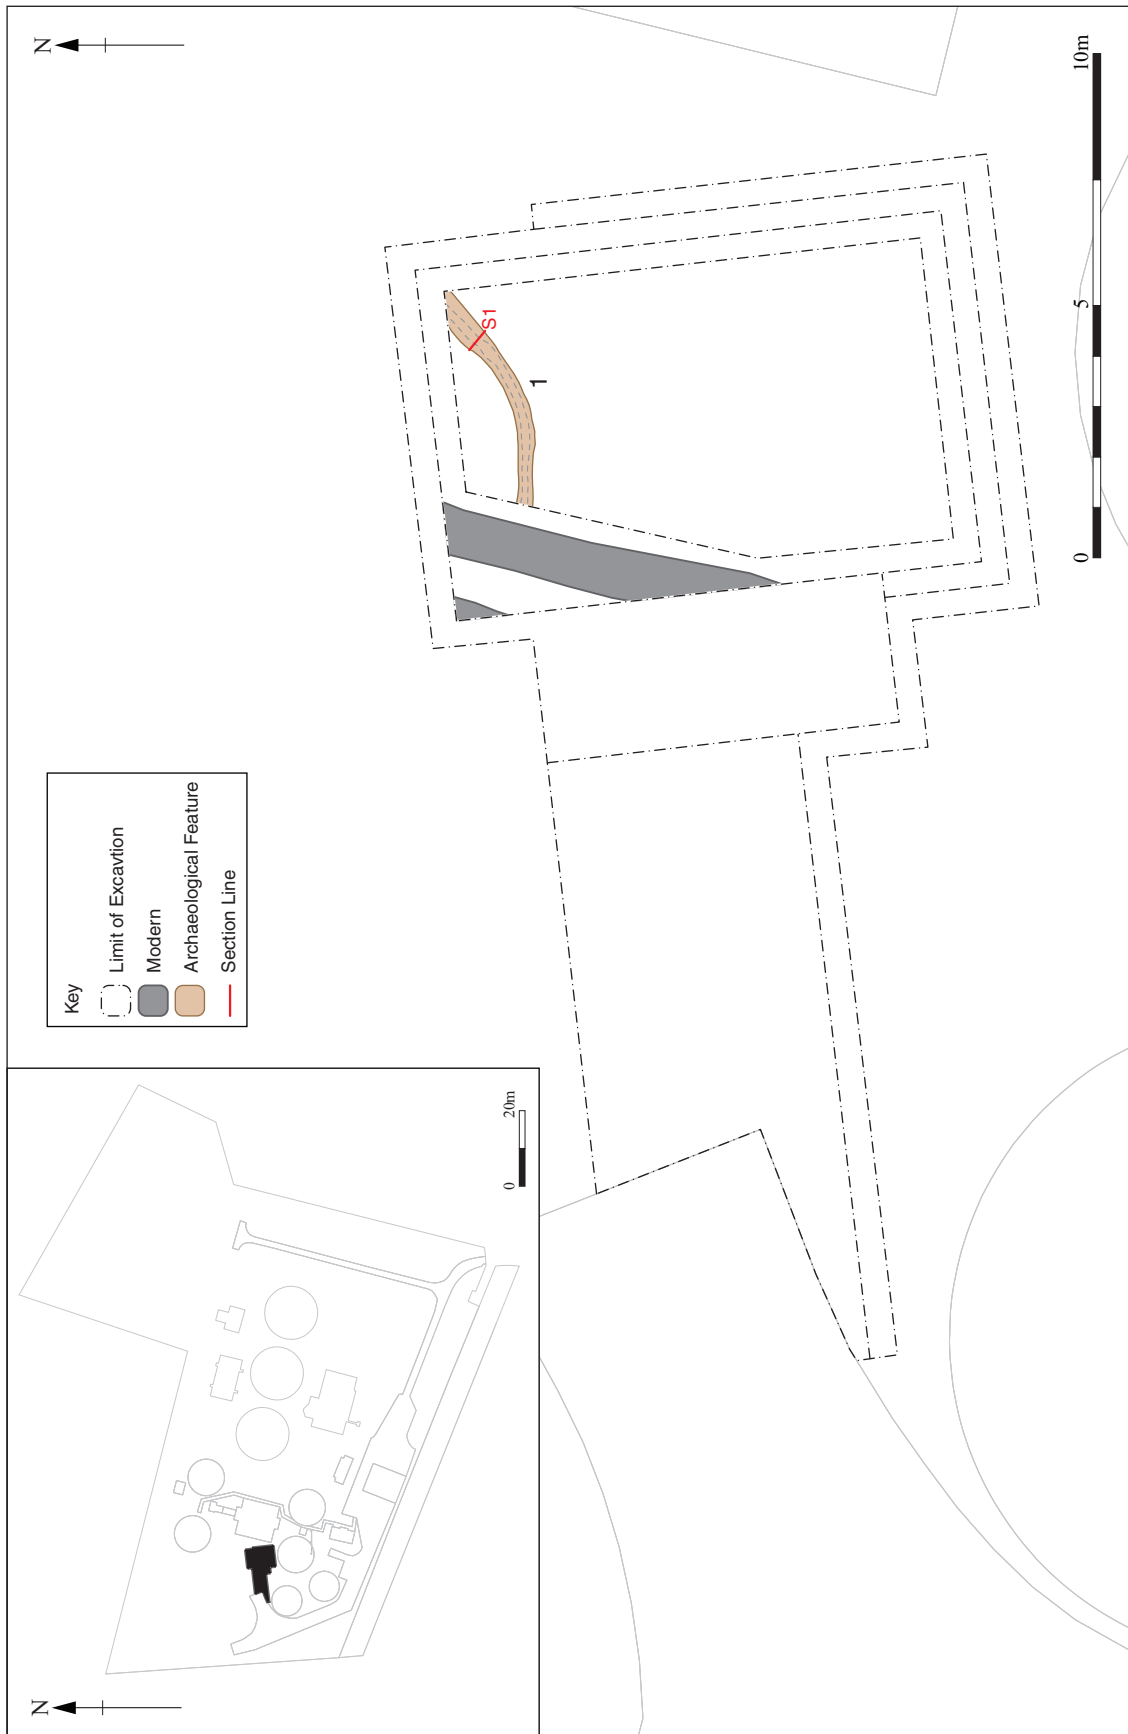 N
N
Key
Limit of Excavtion
Modern
Archaeological Feature
Section Line
0
20m
S1
1
0
5
10m